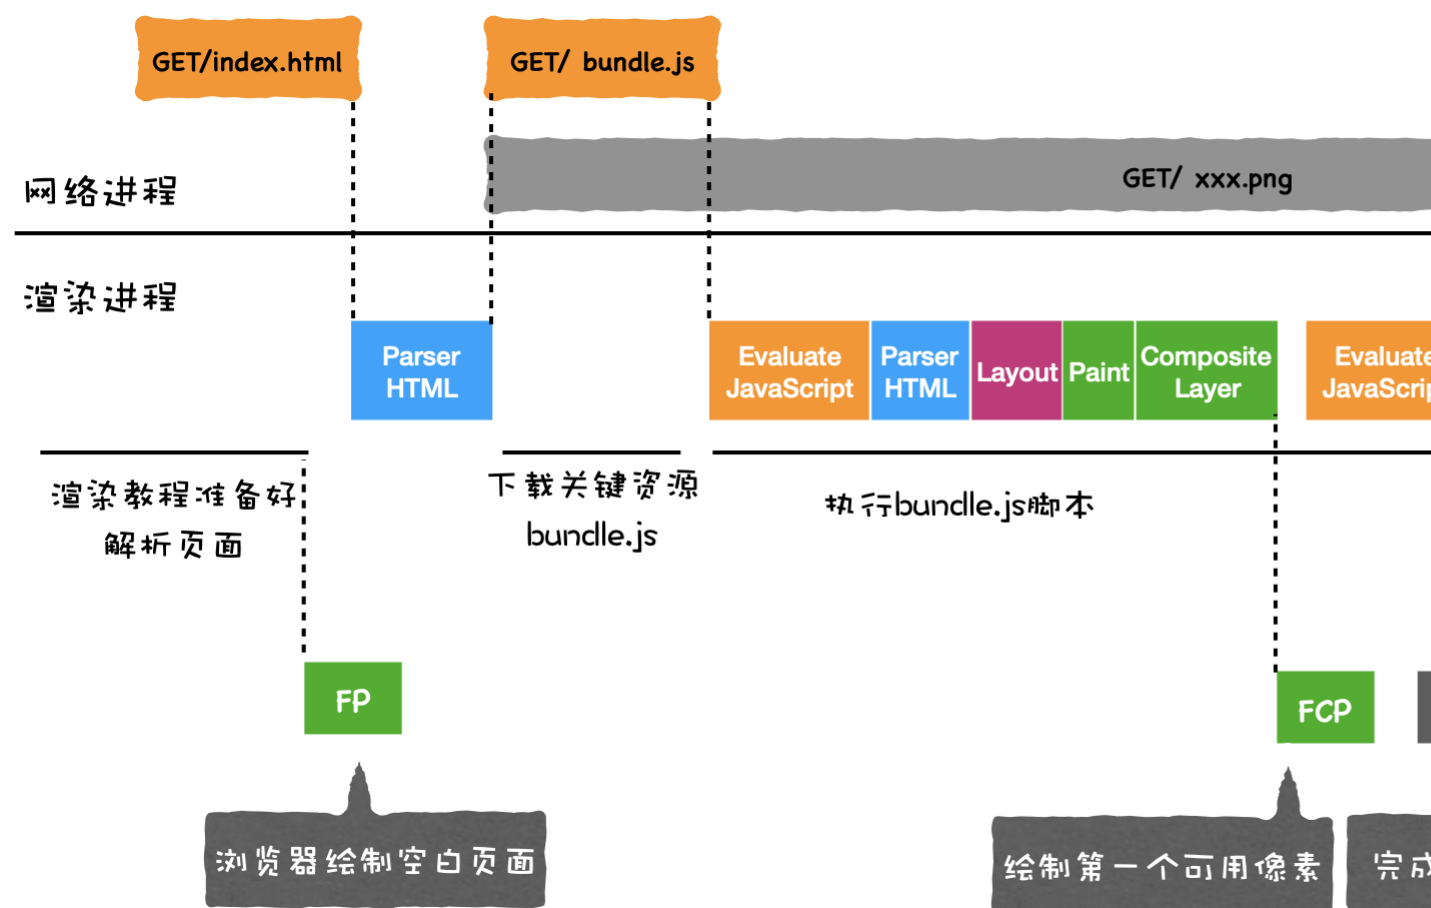 GET/index.html
GET/ bundle.js
GET/ xxx.png
网络进程
渲染进程
Parser
HTML
Evaluate
JavaScript
Parser
HTML
Layout
Paint
Composite
Layer
Evaluate
JavaScrip
渲染教程准备好
解析页面
下载关键资源
bundle.js
执行bundle.js脚本
FP
FCP
浏览器绘制空白页面
绘制第一个可用像素
完成